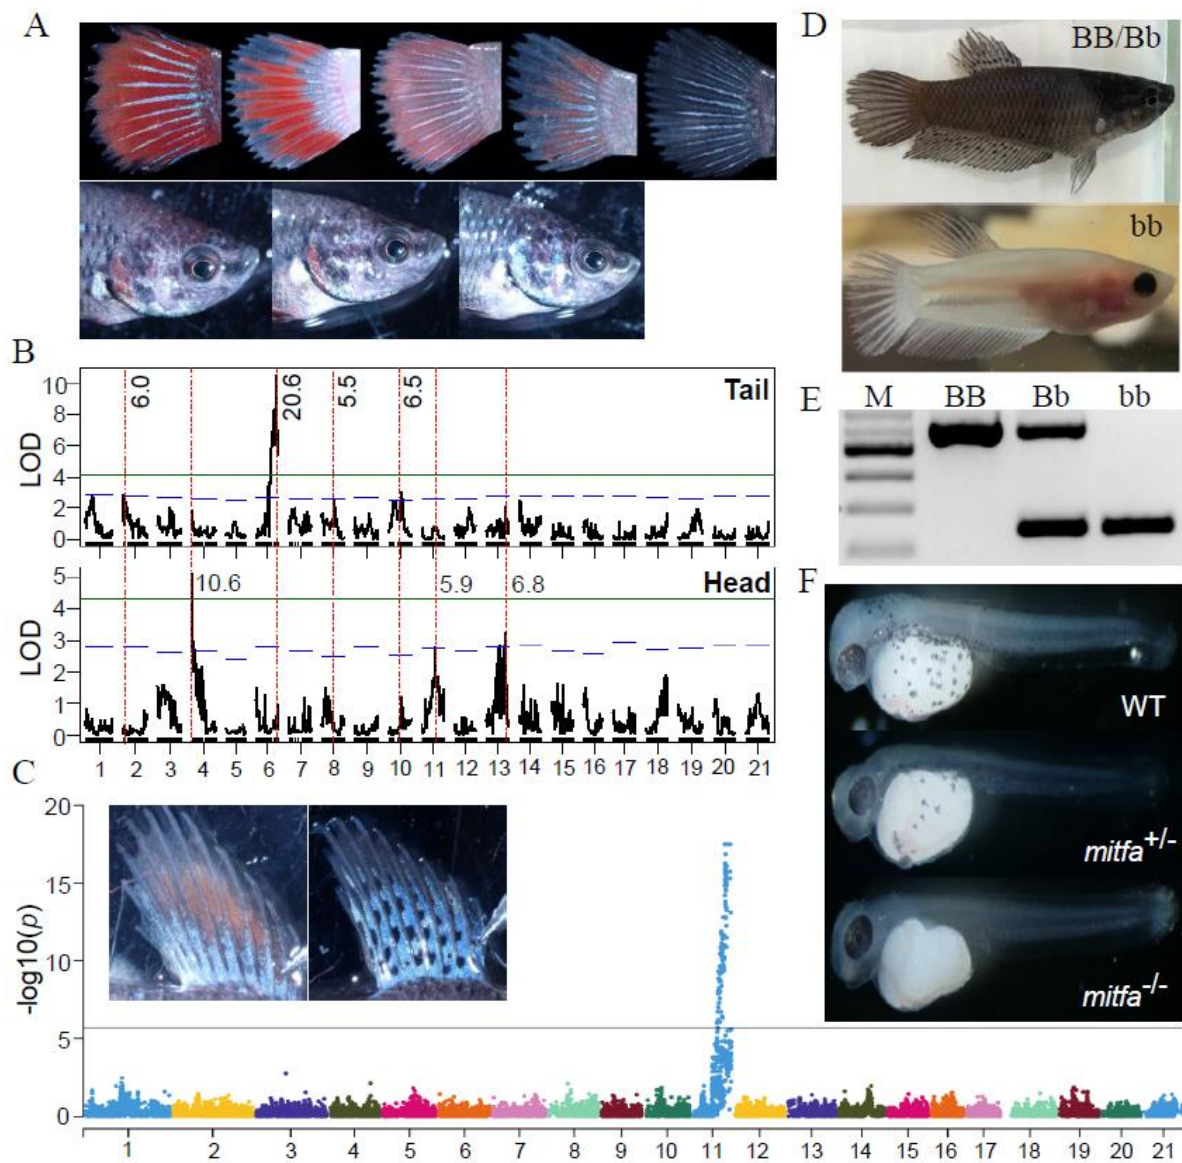 A
B
10
8
6
4
2
0
LOD
6.0
20.6
5.5
6.5
Tail
5
4
3
2
1
0
LOD
10.6
5.9
6.8
Head
1 2 3 4 5 6 7 8 9 10 11 12 13 14 15 16 17 18 19 20 21
C
20
15
10
5
0
-log10(p)
1 2 3 4 5 6 7 8 9 10 11 12 13 14 15 16 17 18 19 20 21
D
BB/Bb
bb
E
M BB Bb bb
F
WT
mitfa+/-
mitfa-/-